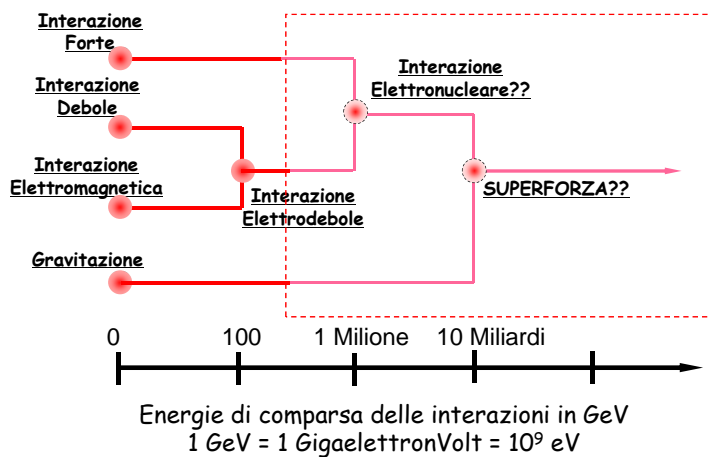 Interazione
Forte
Interazione
Debole
Interazione
Elettromagnetica
Gravitazione
Interazione
Elettrodebole
Interazione
Elettronucleare??
SUPERFORZA??
0 100 1 Milione 10 Miliardi
Energie di comparsa delle interazioni in GeV
1 GeV = 1 GigaelettronVolt = 10⁹ eV